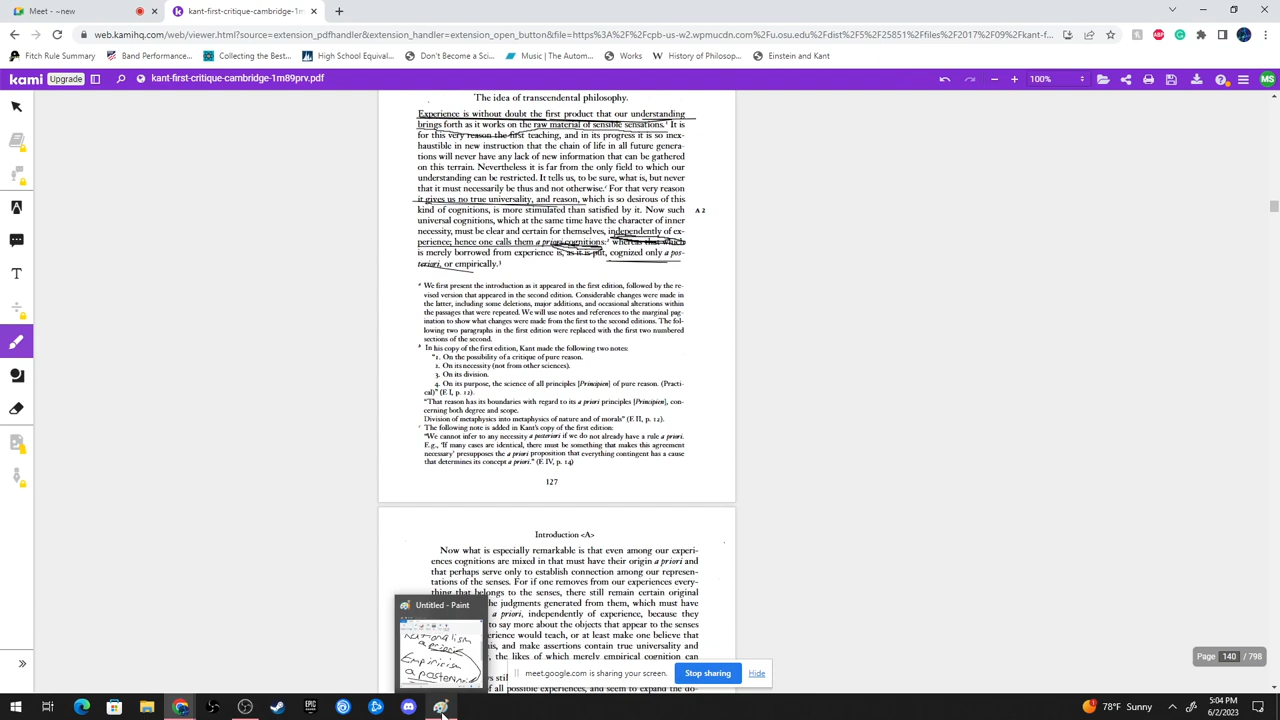 Meet - ~new
kant-first-critique-cambridge-1m89prv.pdf
web.kamihq.com/web/viewer.html?source=extension_pdfhandler&extension_handler=extension_open_button&file=https%3A%2F%2Fcpb-us-w2.wpmucdn.com%2Fu.osu.edu%2Fdist%2F5%2F25851%2Ffiles%2F2017%2F09%2Fkant-f...
Fitch Rule Summary
Band Performance,...
Collecting the Best...
High School Equival...
Don't Become a Sci...
Music | The Autom...
Works
History of Philosop...
Einstein and Kant
kami Upgrade
kant-first-critique-cambridge-1m89prv.pdf
100%
MS
The idea of transcendental philosophy.
Experience is without doubt the first product that our understanding
brings forth as it works on the raw material of sensible sensations. It is
for this very reason the first teaching, and in its progress it is so inex-
haustible in new instruction that the chain of life in all future genera-
tions will never have any lack of new information that can be gathered
on this terrain. Nevertheless it is far from the only field to which our
understanding can be restricted. It tells us, to be sure, what is, but never
that it must necessarily be thus and not otherwise.c For that very reason
it gives us no true universality, and reason, which is so desirous of this
kind of cognitions, is more stimulated than satisfied by it. Now such
A 2
universal cognitions, which at the same time have the character of inner
necessity, must be clear and certain for themselves, independently of ex-
perience; hence one calls them a priori cognitions:2 whereas that which
is merely borrowed from experience is, as it is put, cognized only a pos-
teriori, or empirically.3
a We first present the introduction as it appeared in the first edition, followed by the re-
vised version that appeared in the second edition. Considerable changes were made in
the latter, including some deletions, major additions, and occasional alterations within
the passages that were repeated. We will use notes and references to the marginal pag-
ination to show what changes were made from the first to the second editions. The fol-
lowing two paragraphs in the first edition were replaced with the first two numbered
sections of the second.
b In his copy of the first edition, Kant made the following two notes:
"1. On the possibility of a critique of pure reason.
2. On its necessity (not from other sciences).
3. On its division.
4. On its purpose, the science of all principles [Principien] of pure reason. (Practi-
cal)" (E I, p. 12).
"That reason has its boundaries with regard to its a priori principles [Principien], con-
cerning both degree and scope.
Division of metaphysics into metaphysics of nature and of morals" (E II, p. 12).
c The following note is added in Kant's copy of the first edition:
"We cannot infer to any necessity a posteriori if we do not already have a rule a priori.
E.g., 'If many cases are identical, there must be something that makes this agreement
necessary' presupposes the a priori proposition that everything contingent has a cause
that determines its concept a priori." (E IV, p. 14)
127
Introduction <A>
Now what is especially remarkable is that even among our experi-
ences cognitions are mixed in that must have their origin a priori and
that perhaps serve only to establish connection among our represen-
tations of the senses. For if one removes from our experiences every-
thing that belongs to the senses, there still remain certain original
he judgments generated from them, which must have
a priori, independently of experience, because they
to say more about the objects that appear to the senses
erience would teach, or at least make one believe that
his, and make assertions contain true universality and
, the likes of which merely empirical cognition can
of all possible experiences, and seem to expand the do-
Untitled - Paint
Rationalism
a priori
Empiricism
a posteriori
meet.google.com is sharing your screen.
Stop sharing
Hide
Page 140 / 798
EPIC
78°F Sunny
5:04 PM
6/2/2023